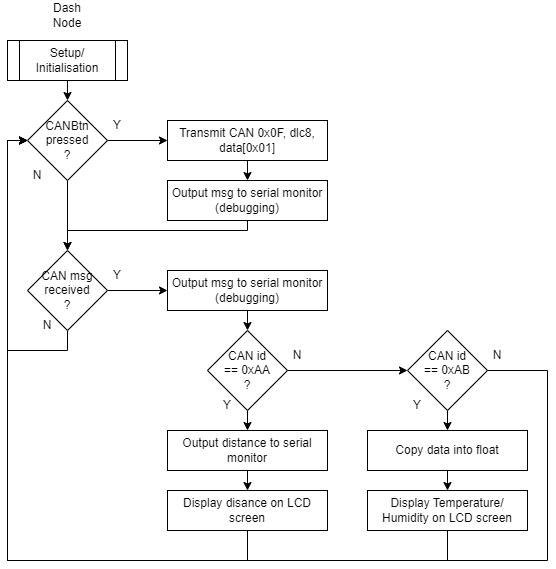 Dash
Node
Setup/
Initialisation
CANBtn
pressed
?
Y
N
Transmit CAN 0x0F, dlc8,
data[0x01]
Output msg to serial monitor
(debugging)
CAN msg
received
?
Y
N
Output msg to serial monitor
(debugging)
CAN id
== 0xAA
?
N
Y
CAN id
== 0xAB
?
N
Y
Output distance to serial
monitor
Copy data into float
Display disance on LCD
screen
Display Temperature/
Humidity on LCD screen